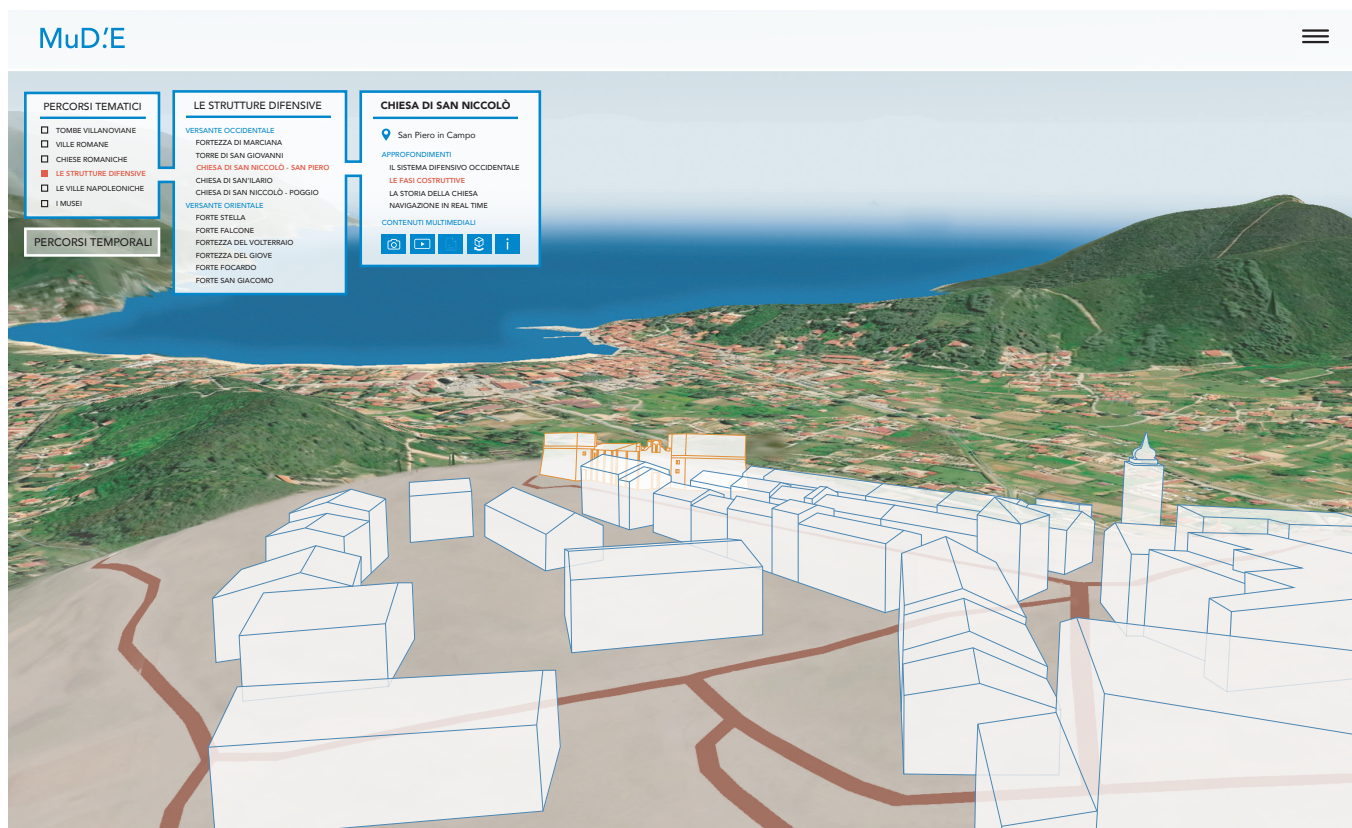 MuD.'E
PERCORSI TEMATICI
TOMBE VILLANOVIANE
VILLE ROMANE
CHIESE ROMANICHE
LE STRUTTURE DIFENSIVE
LE VILLE NAPOLEONICHE
I MUSEI
PERCORSI TEMPORALI
LE STRUTTURE DIFENSIVE
VERSANTE OCCIDENTALE
FORTEZZA DI MARCIANA
TORRE DI SAN GIOVANNI
CHIESA DI SAN NICCOLÒ - SAN PIERO
CHIESA DI SAN'ILARIO
CHIESA DI SAN NICCOLÒ - POGGIO
VERSANTE ORIENTALE
FORTE STELLA
FORTE FALCONE
FORTEZZA DEL VOLTERRAIO
FORTEZZA DEL GIOVE
FORTE FOCARDO
FORTE SAN GIACOMO
CHIESA DI SAN NICCOLÒ
San Piero in Campo
APPROFONDIMENTI
IL SISTEMA DIFENSIVO OCCIDENTALE
LE FASI COSTRUTTIVE
LA STORIA DELLA CHIESA
NAVIGAZIONE IN REAL TIME
CONTENUTI MULTIMEDIALI